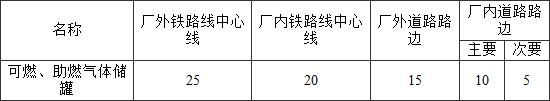 名称 厂外铁路线中心线 厂内铁路线中心线 厂外道路路边 厂内道路路边
主要 次要
可燃、助燃气体储罐 25 20 15 10 5